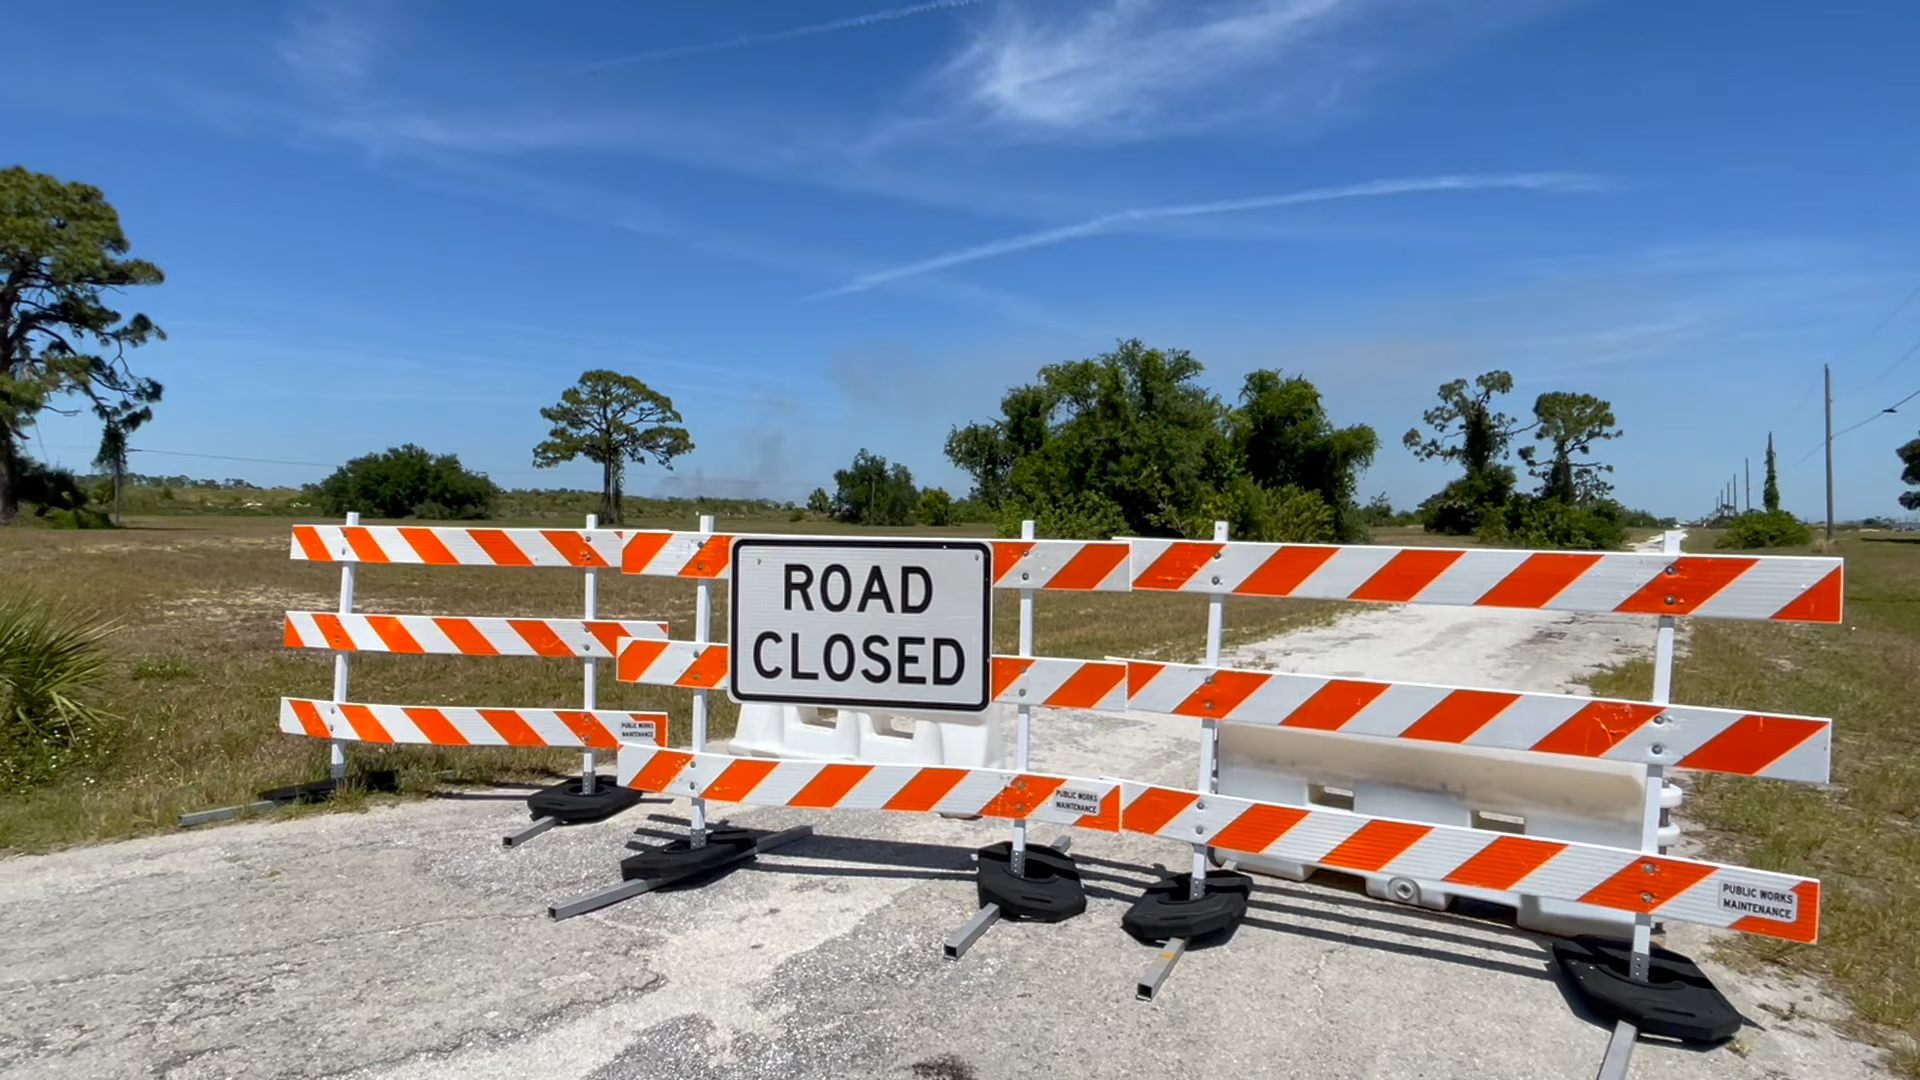 ROAD
CLOSED
PUBLIC WORKS
MAINTENANCE
PUBLIC WORKS
MAINTENANCE
PUBLIC WORKS
MAINTENANCE